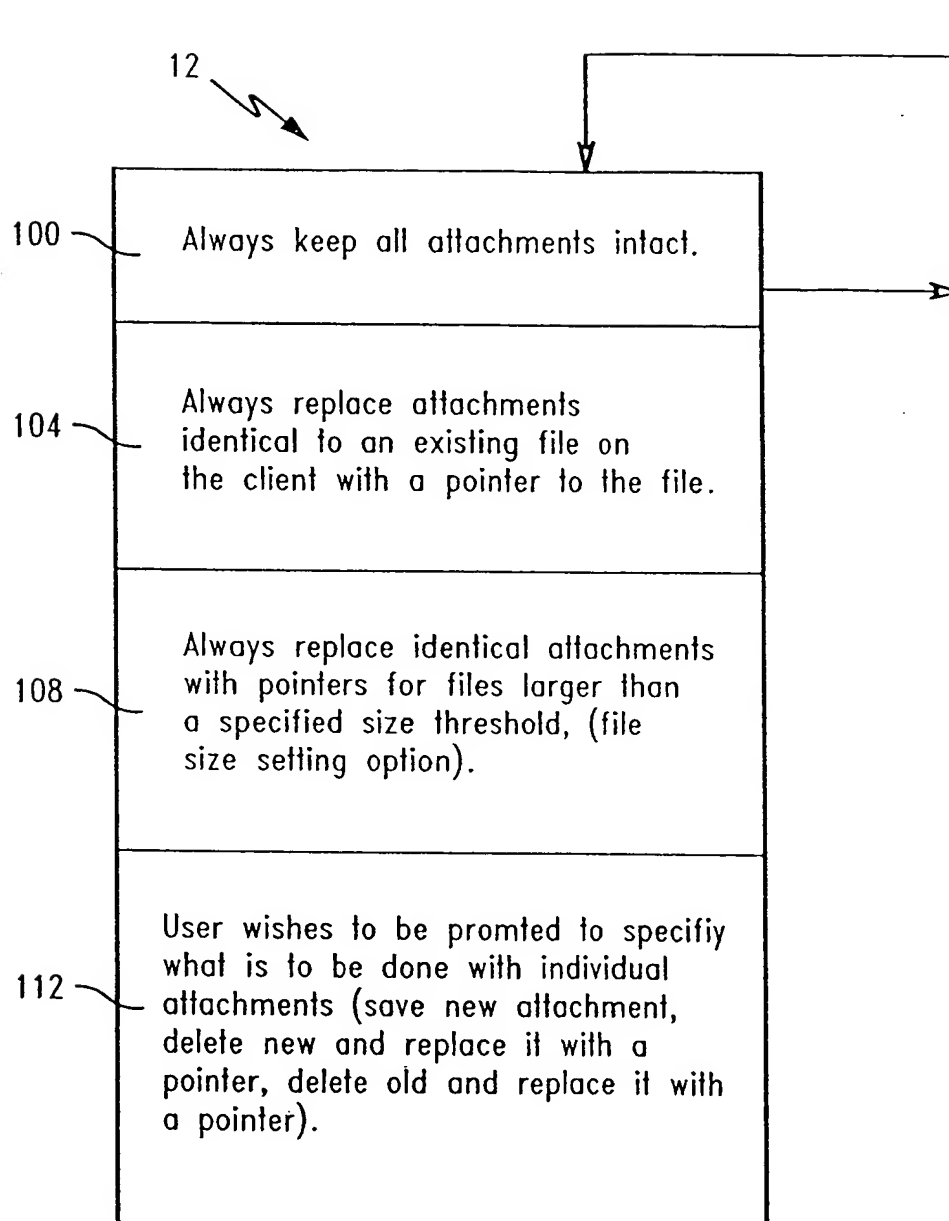 12
100
Always keep all attachments intact.
104
Always replace attachments
identical to an existing file on
the client with a pointer to the file.
108
Always replace identical attachments
with pointers for files larger than
a specified size threshold, (file
size setting option).
112
User wishes to be promted to specifiy
what is to be done with individual
attachments (save new attachment,
delete new and replace it with a
pointer, delete old and replace it with
a pointer).